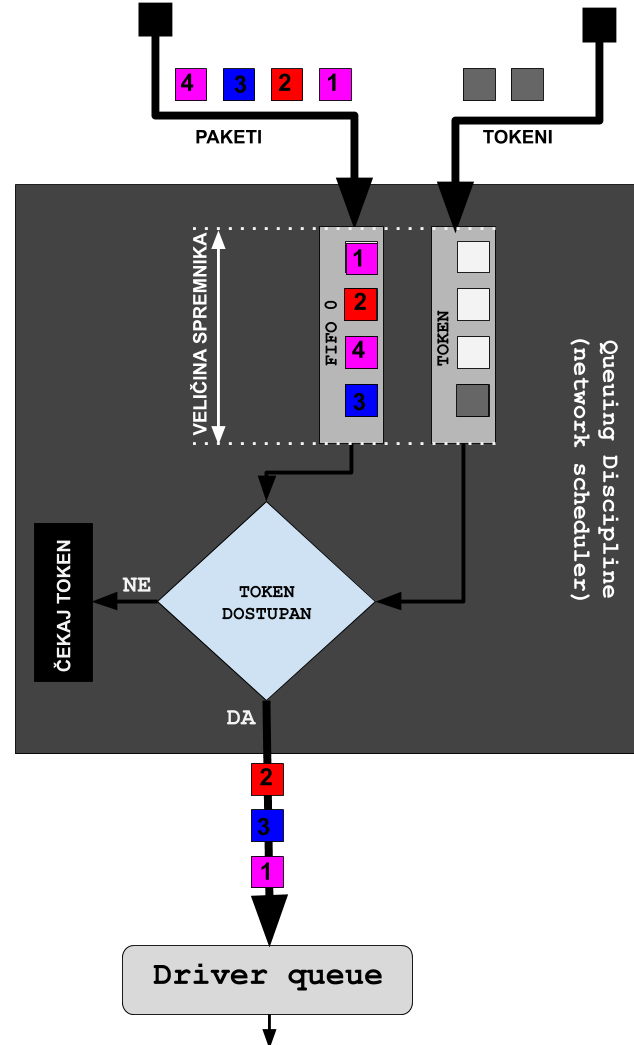 4 3 2 1
PAKETI
TOKENI
VELIČINA SPREMNIKA
FIFO 0
1
2
4
3
TOKEN
Queuing Discipline
(network scheduler)
TOKEN
DOSTUPAN
NE
ČEKAJ TOKEN
DA
2
3
1
Driver queue